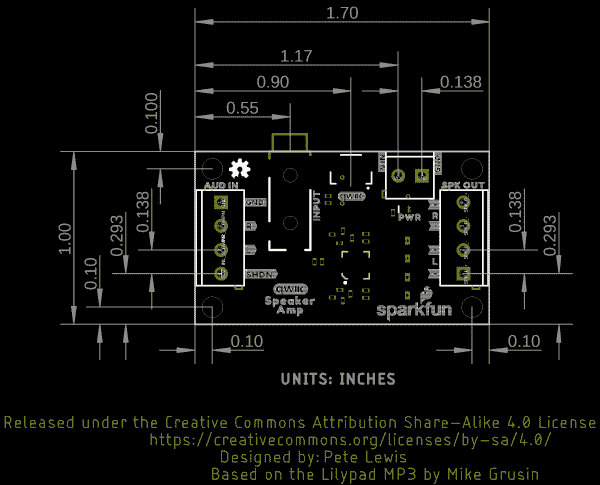 1.70
1.17
0.90
0.138
0.55
0.100
AUD IN
INPUT
qwiic
PWR
SPK OUT
GND
R
L
0.138
0.293
1.00
0.10
0.138
0.293
SHDN
qwiic
Speaker
Amp
sparkfun
0.10
0.10
UNITS: INCHES
Released under the Creative Commons Attribution Share-Alike 4.0 License
https://creativecommons.org/licenses/by-sa/4.0/
Designed by: Pete Lewis
Based on the Lilypad MP3 by Mike Grusin